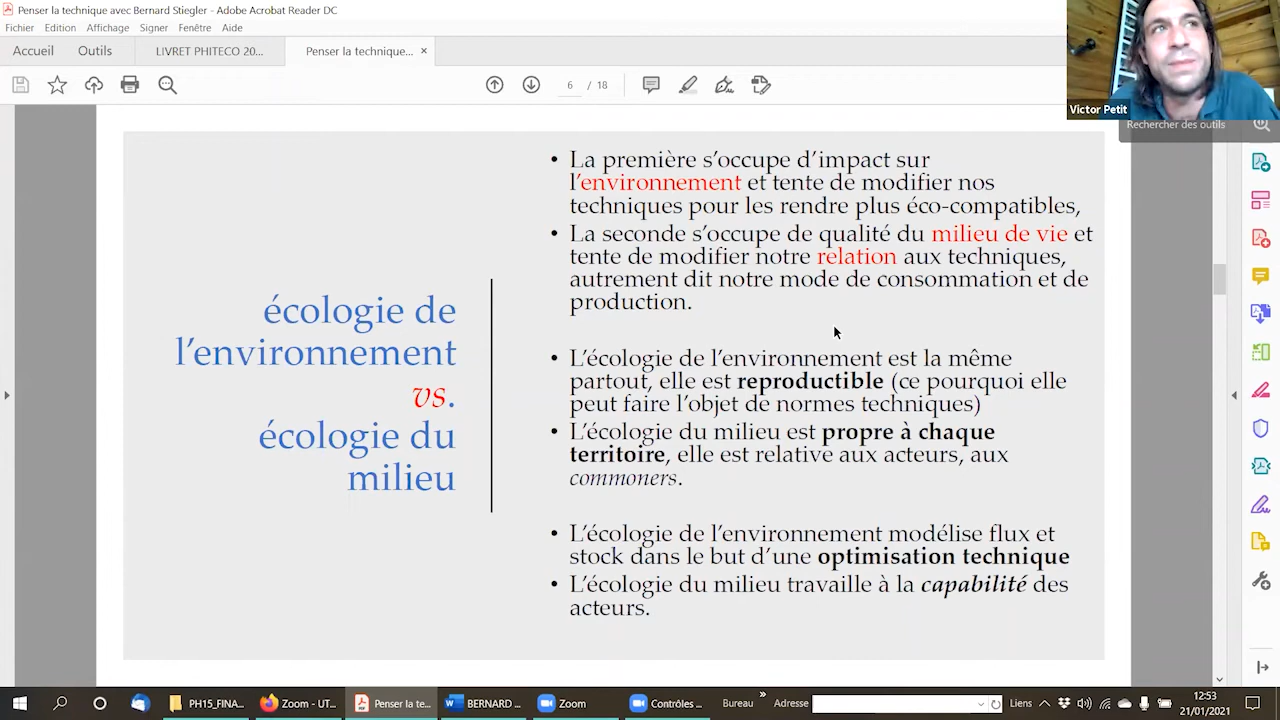 Penser la technique avec Bernard Stiegler - Adobe Acrobat Reader DC
Fichier Edition Affichage Signer Fenêtre Aide
Accueil Outils LIVRET PHITECO 20... Penser la technique... ×
6 / 18
Victor Petit
Rechercher des outils
écologie de
l’environnement
vs.
écologie du
milieu
• La première s’occupe d’impact sur
l’environnement et tente de modifier nos
techniques pour les rendre plus éco-compatibles,
• La seconde s’occupe de qualité du milieu de vie et
tente de modifier notre relation aux techniques,
autrement dit notre mode de consommation et de
production.
• L’écologie de l’environnement est la même
partout, elle est reproductible (ce pourquoi elle
peut faire l’objet de normes techniques)
• L’écologie du milieu est propre à chaque
territoire, elle est relative aux acteurs, aux
commoners.
• L’écologie de l’environnement modélise flux et
stock dans le but d’une optimisation technique
• L’écologie du milieu travaille à la capabilité des
acteurs.
PH15_FINA... Zoom - UT... Penser la te... BERNARD ... Zoom Contrôles ... Bureau » Adresse Liens 12:53
21/01/2021